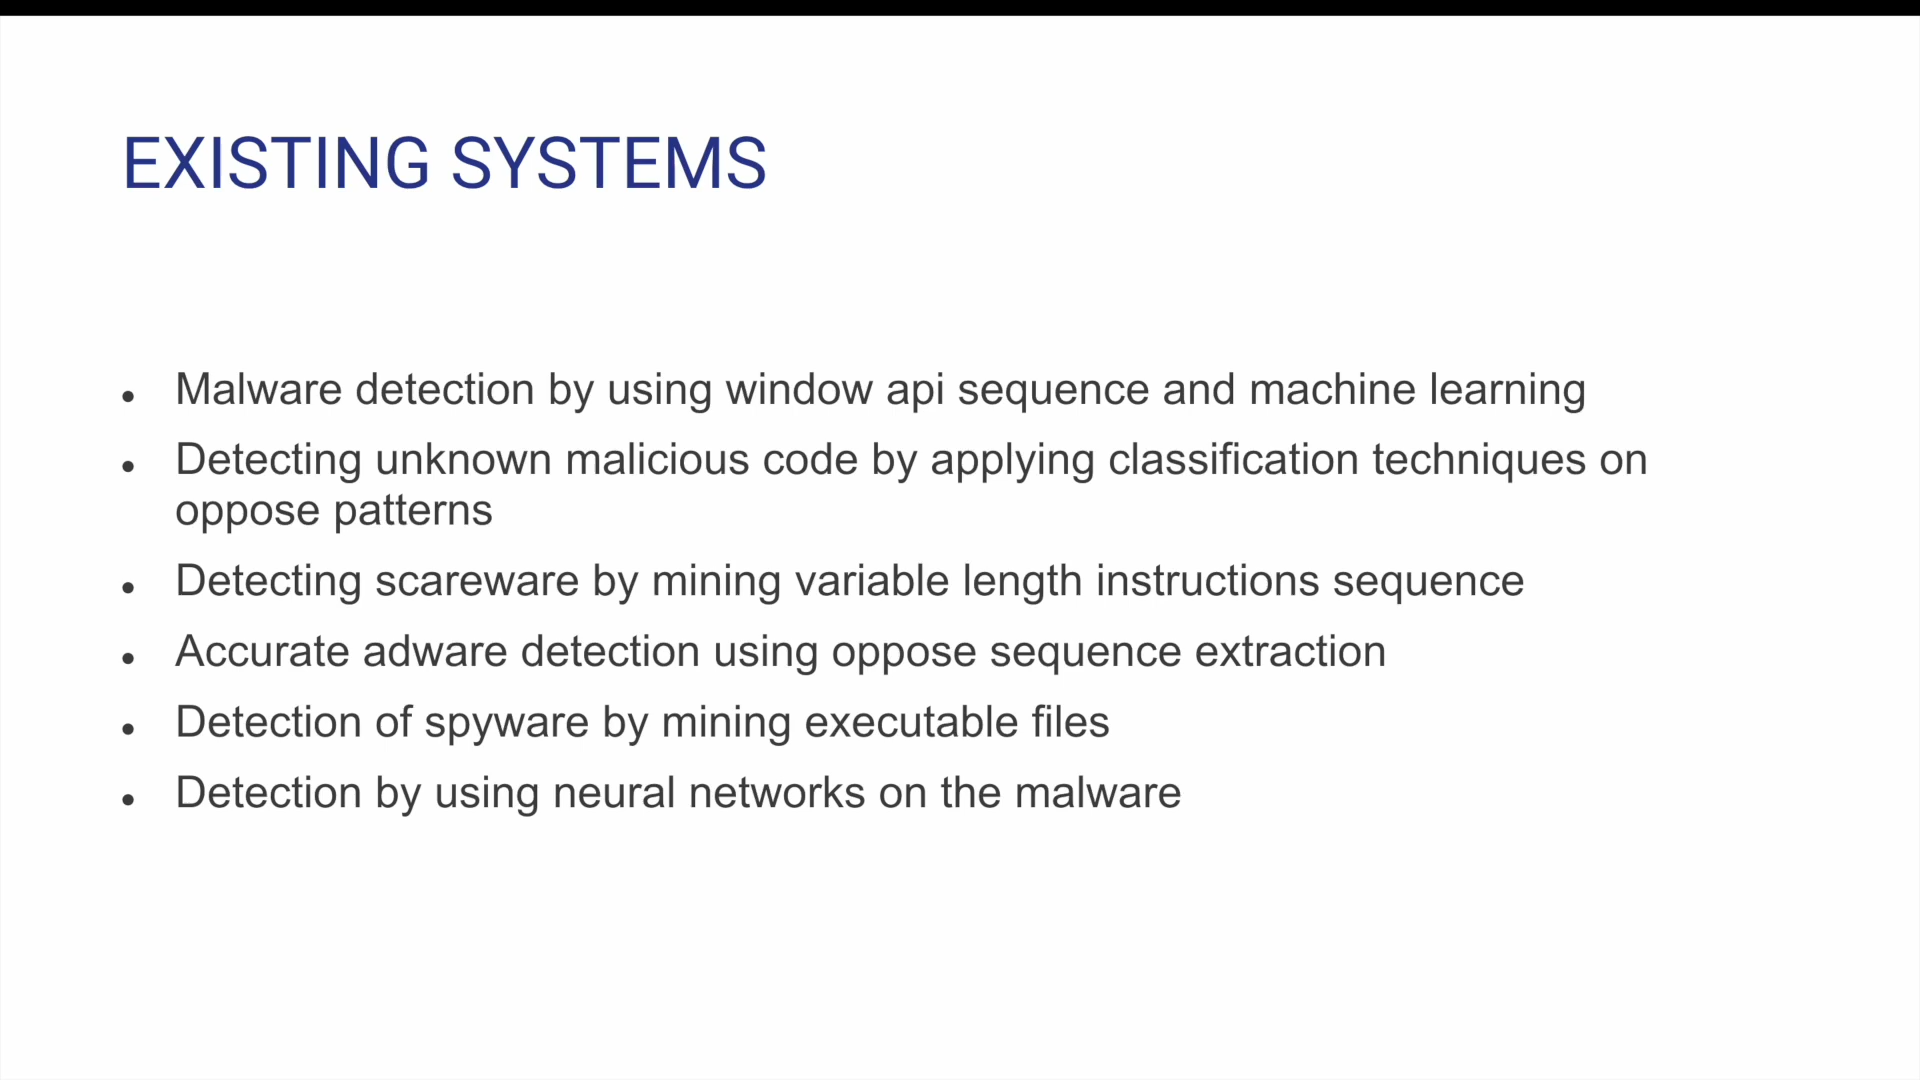 EXISTING SYSTEMS
• Malware detection by using window api sequence and machine learning
• Detecting unknown malicious code by applying classification techniques on
oppose patterns
• Detecting scareware by mining variable length instructions sequence
• Accurate adware detection using oppose sequence extraction
• Detection of spyware by mining executable files
• Detection by using neural networks on the malware